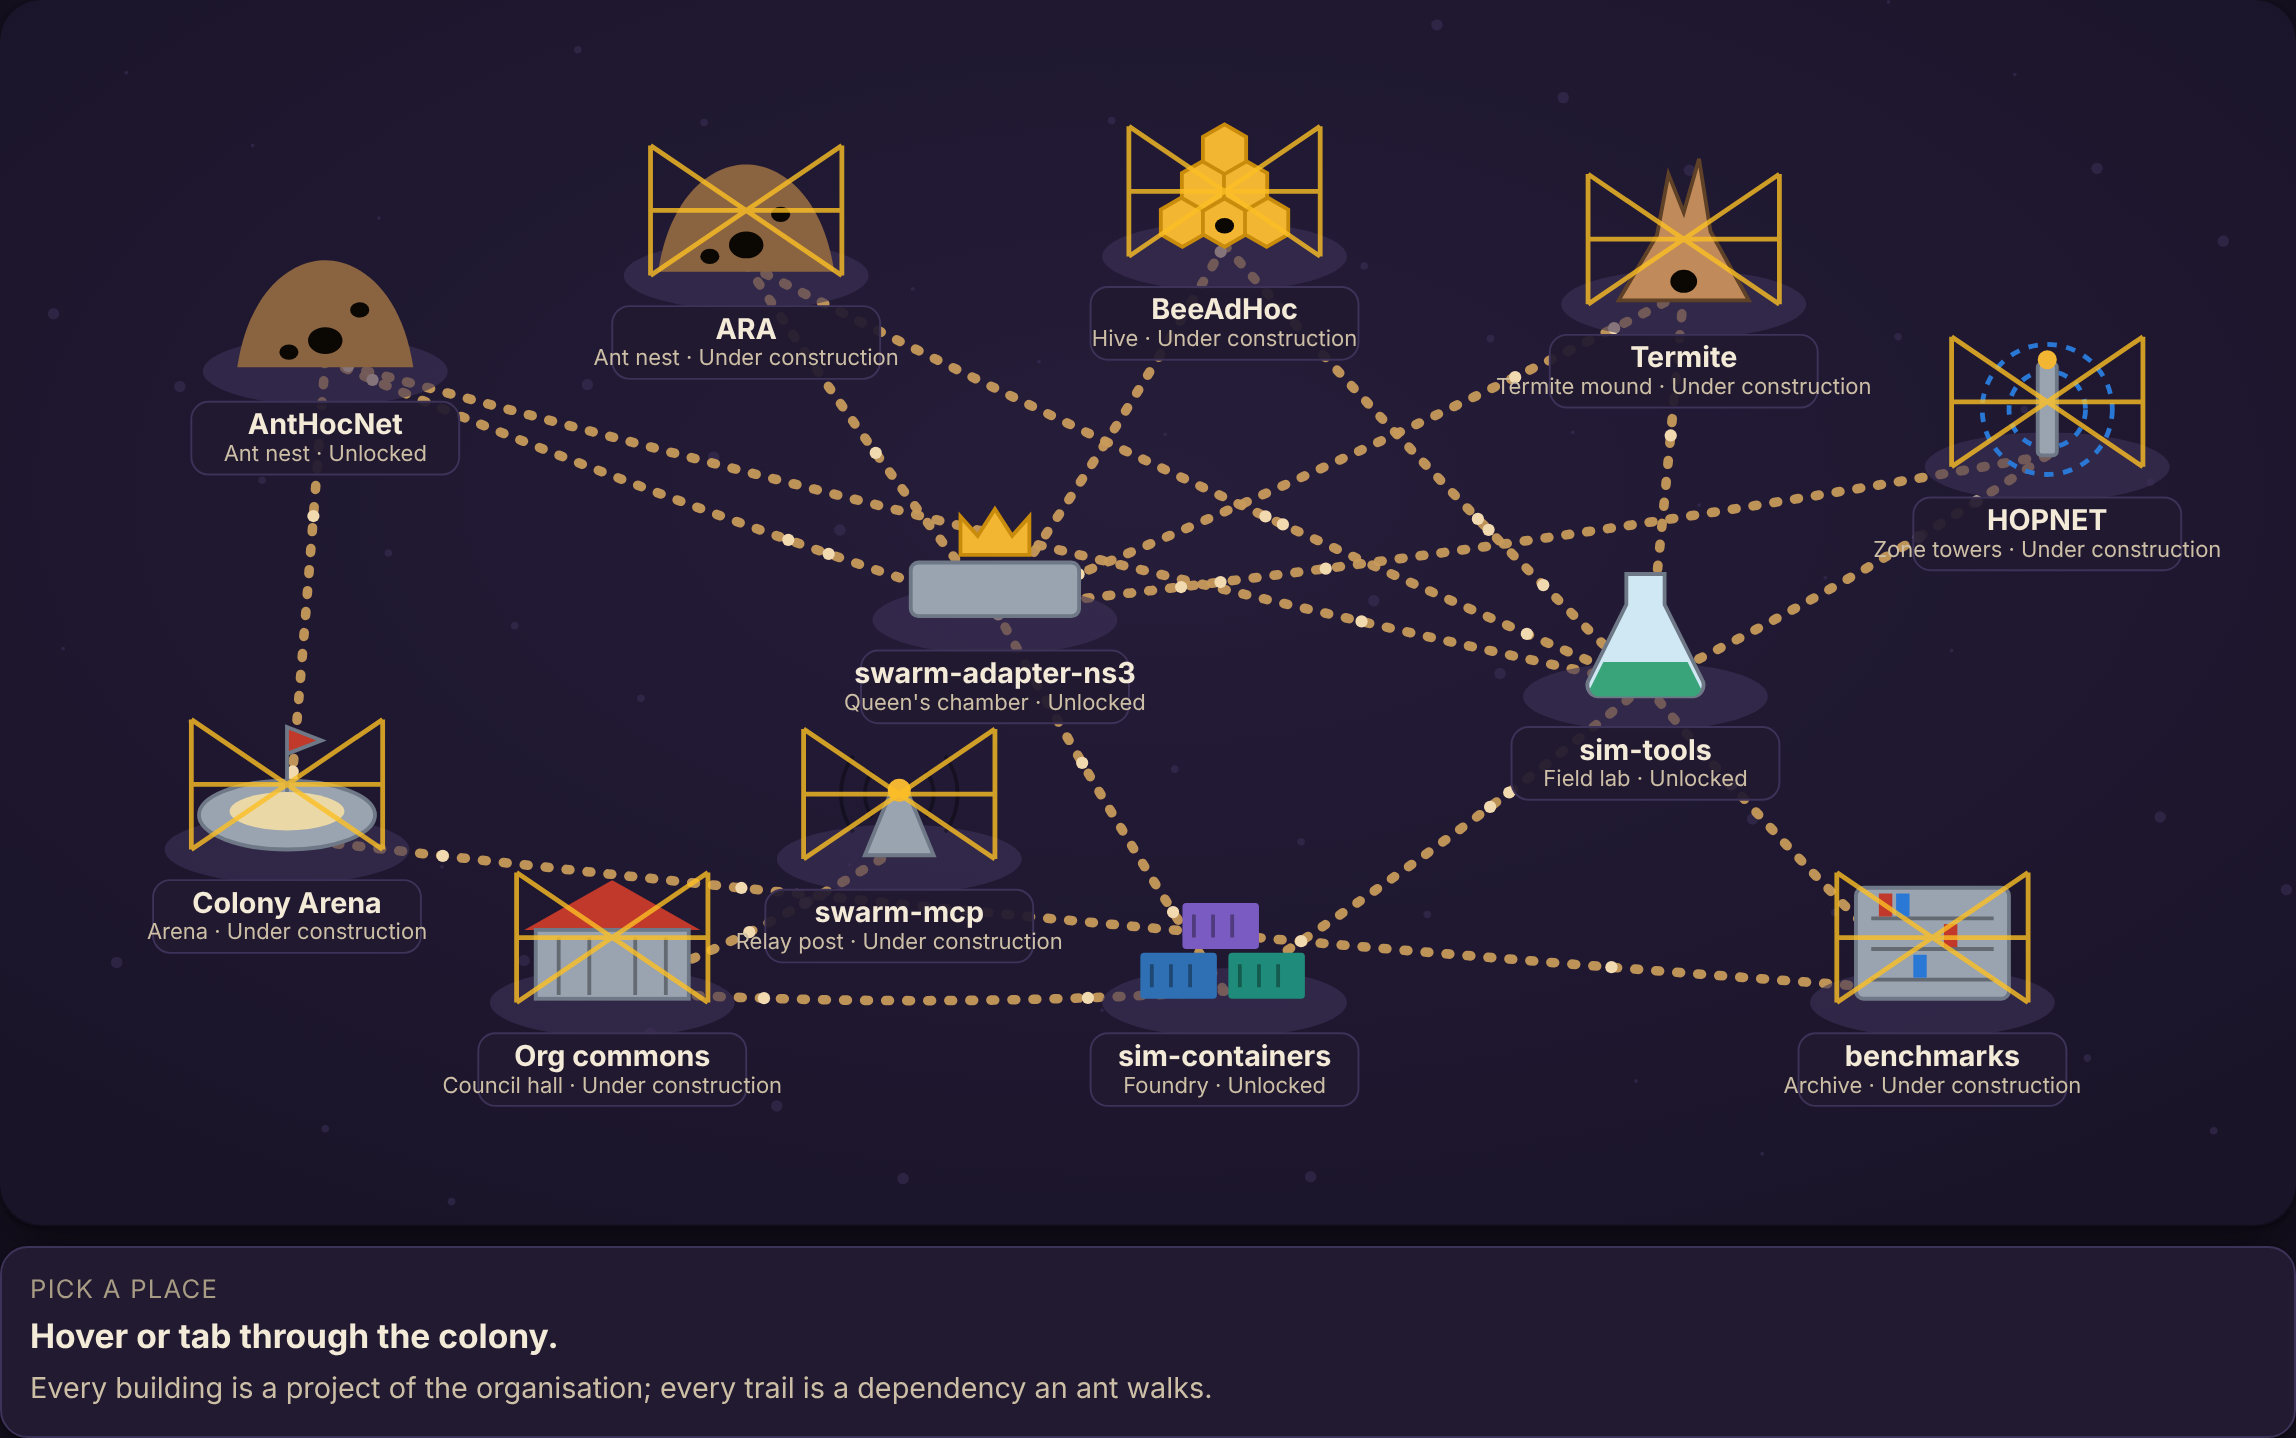 BeeAdHoc
Hive · Under construction
ARA
Ant nest · Under construction
Termite
Termite mound · Under construction
AntHocNet
Ant nest · Unlocked
HOPNET
Zone towers · Under construction
swarm-adapter-ns3
Queen's chamber · Unlocked
sim-tools
Field lab · Unlocked
Colony Arena
Arena · Under construction
swarm-mcp
Relay post · Under construction
Org commons
Council hall · Under construction
sim-containers
Foundry · Unlocked
benchmarks
Archive · Under construction
PICK A PLACE
Hover or tab through the colony.
Every building is a project of the organisation; every trail is a dependency an ant walks.